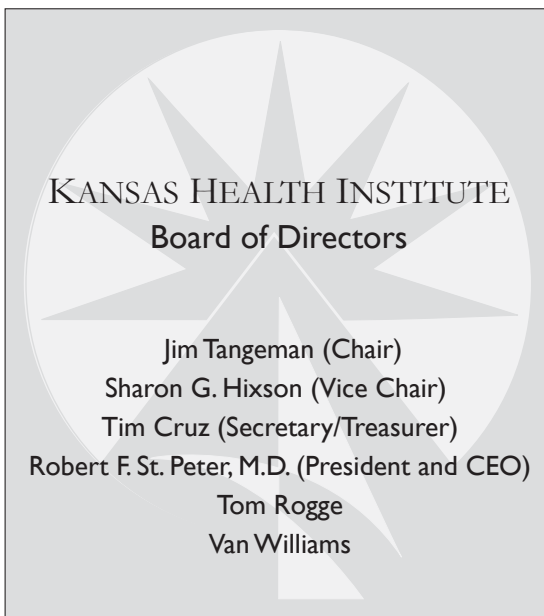 KANSAS HEALTH INSTITUTE
Board of Directors
Jim Tangeman (Chair)
Sharon G. Hixson (Vice Chair)
Tim Cruz (Secretary/Treasurer)
Robert F. St. Peter, M.D. (President and CEO)
Tom Rogge
Van Williams